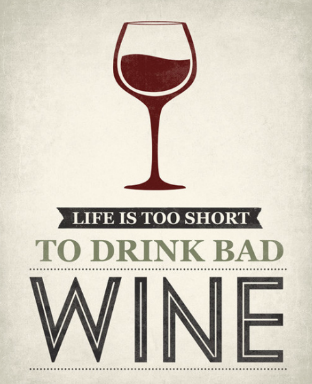 LIFE IS TOO SHORT
TO DRINK BAD
WINE